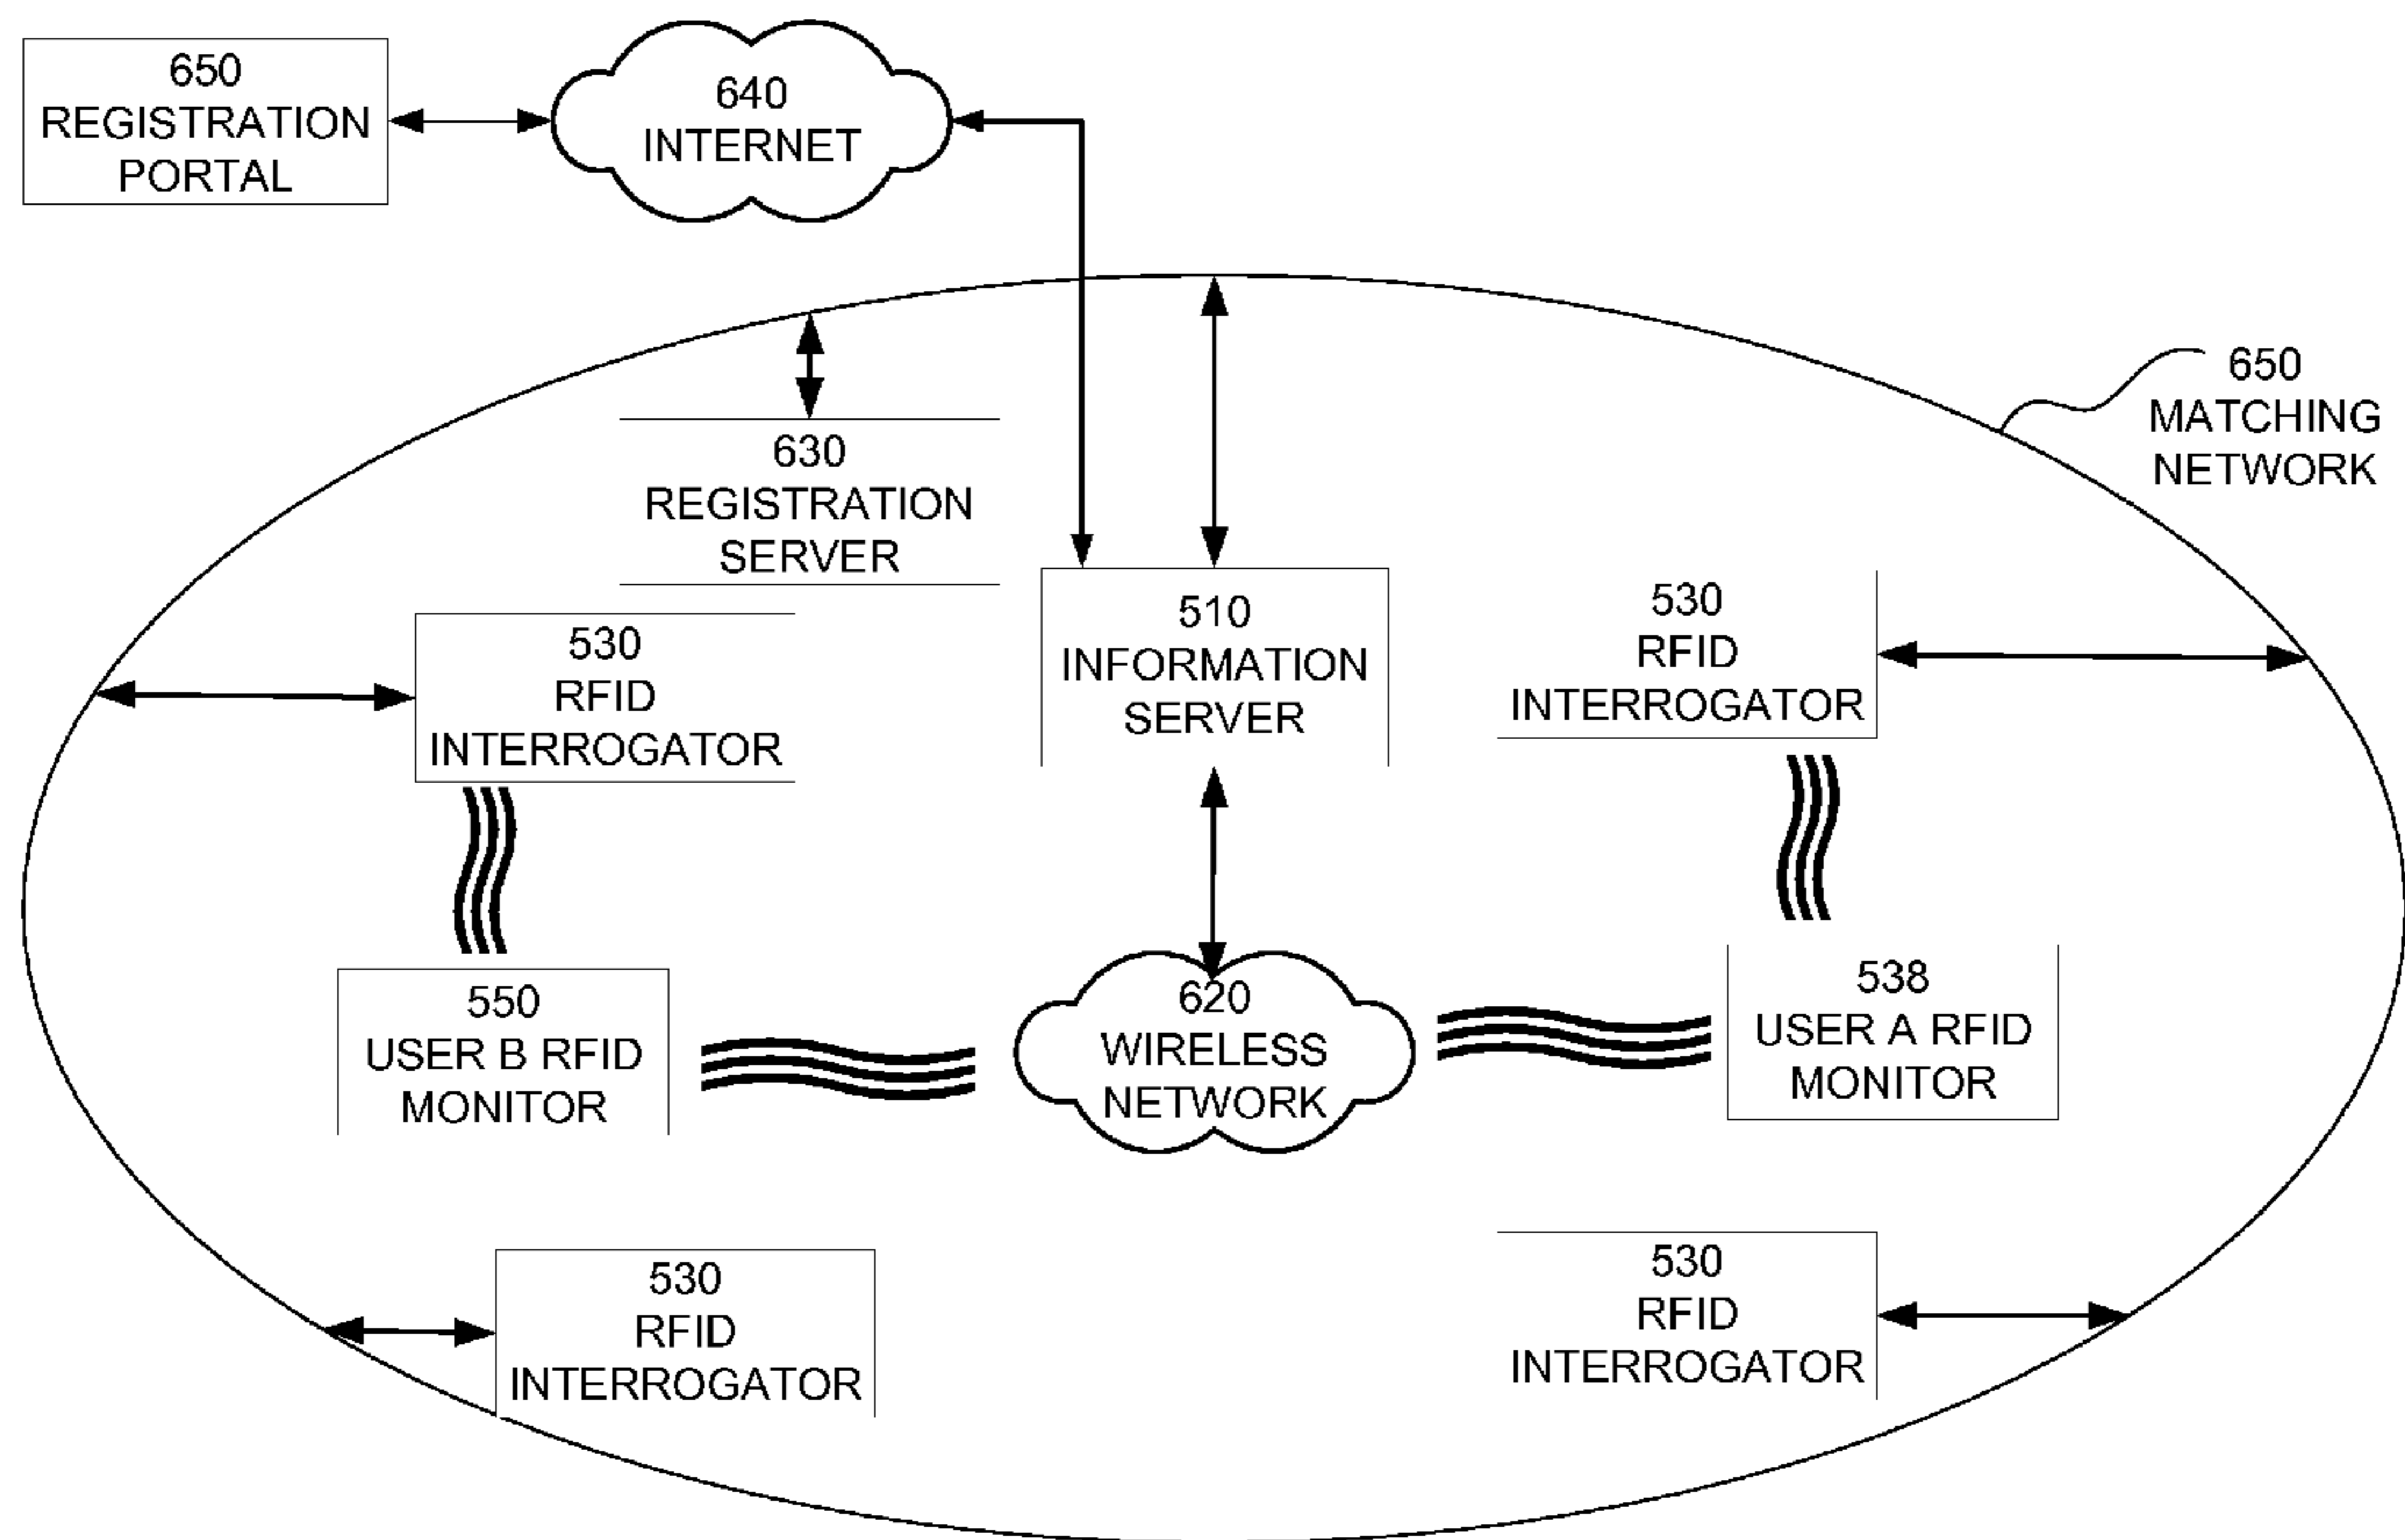 650
REGISTRATION
PORTAL
640
INTERNET
650
MATCHING
NETWORK
630
REGISTRATION
SERVER
530
RFID
INTERROGATOR
510
INFORMATION
SERVER
530
RFID
INTERROGATOR
550
USER B RFID
MONITOR
620
WIRELESS
NETWORK
538
USER A RFID
MONITOR
530
RFID
INTERROGATOR
530
RFID
INTERROGATOR